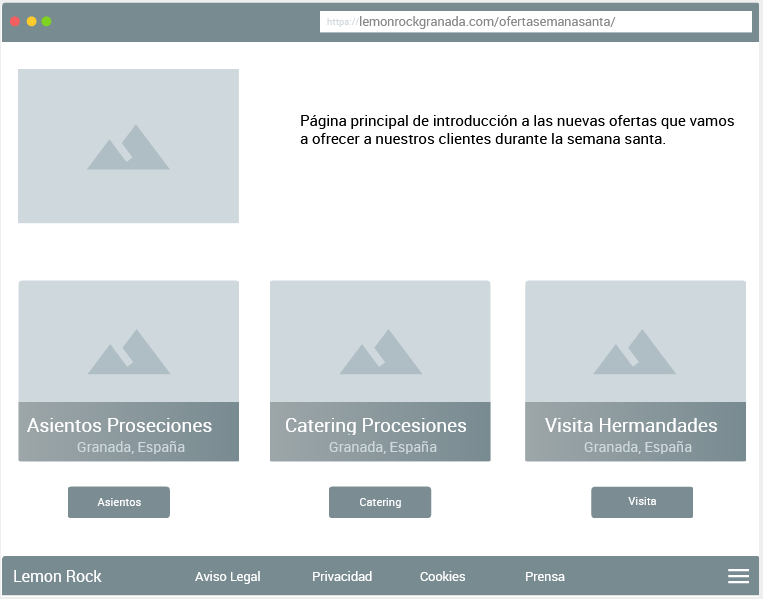 https://lemonrockgranada.com/ofertasemanasanta/
Página principal de introducción a las nuevas ofertas que vamos
a ofrecer a nuestros clientes durante la semana santa.
Asientos Proseciones
Granada, España
Catering Procesiones
Granada, España
Visita Hermandades
Granada, España
Asientos
Catering
Visita
Lemon Rock
Aviso Legal
Privacidad
Cookies
Prensa